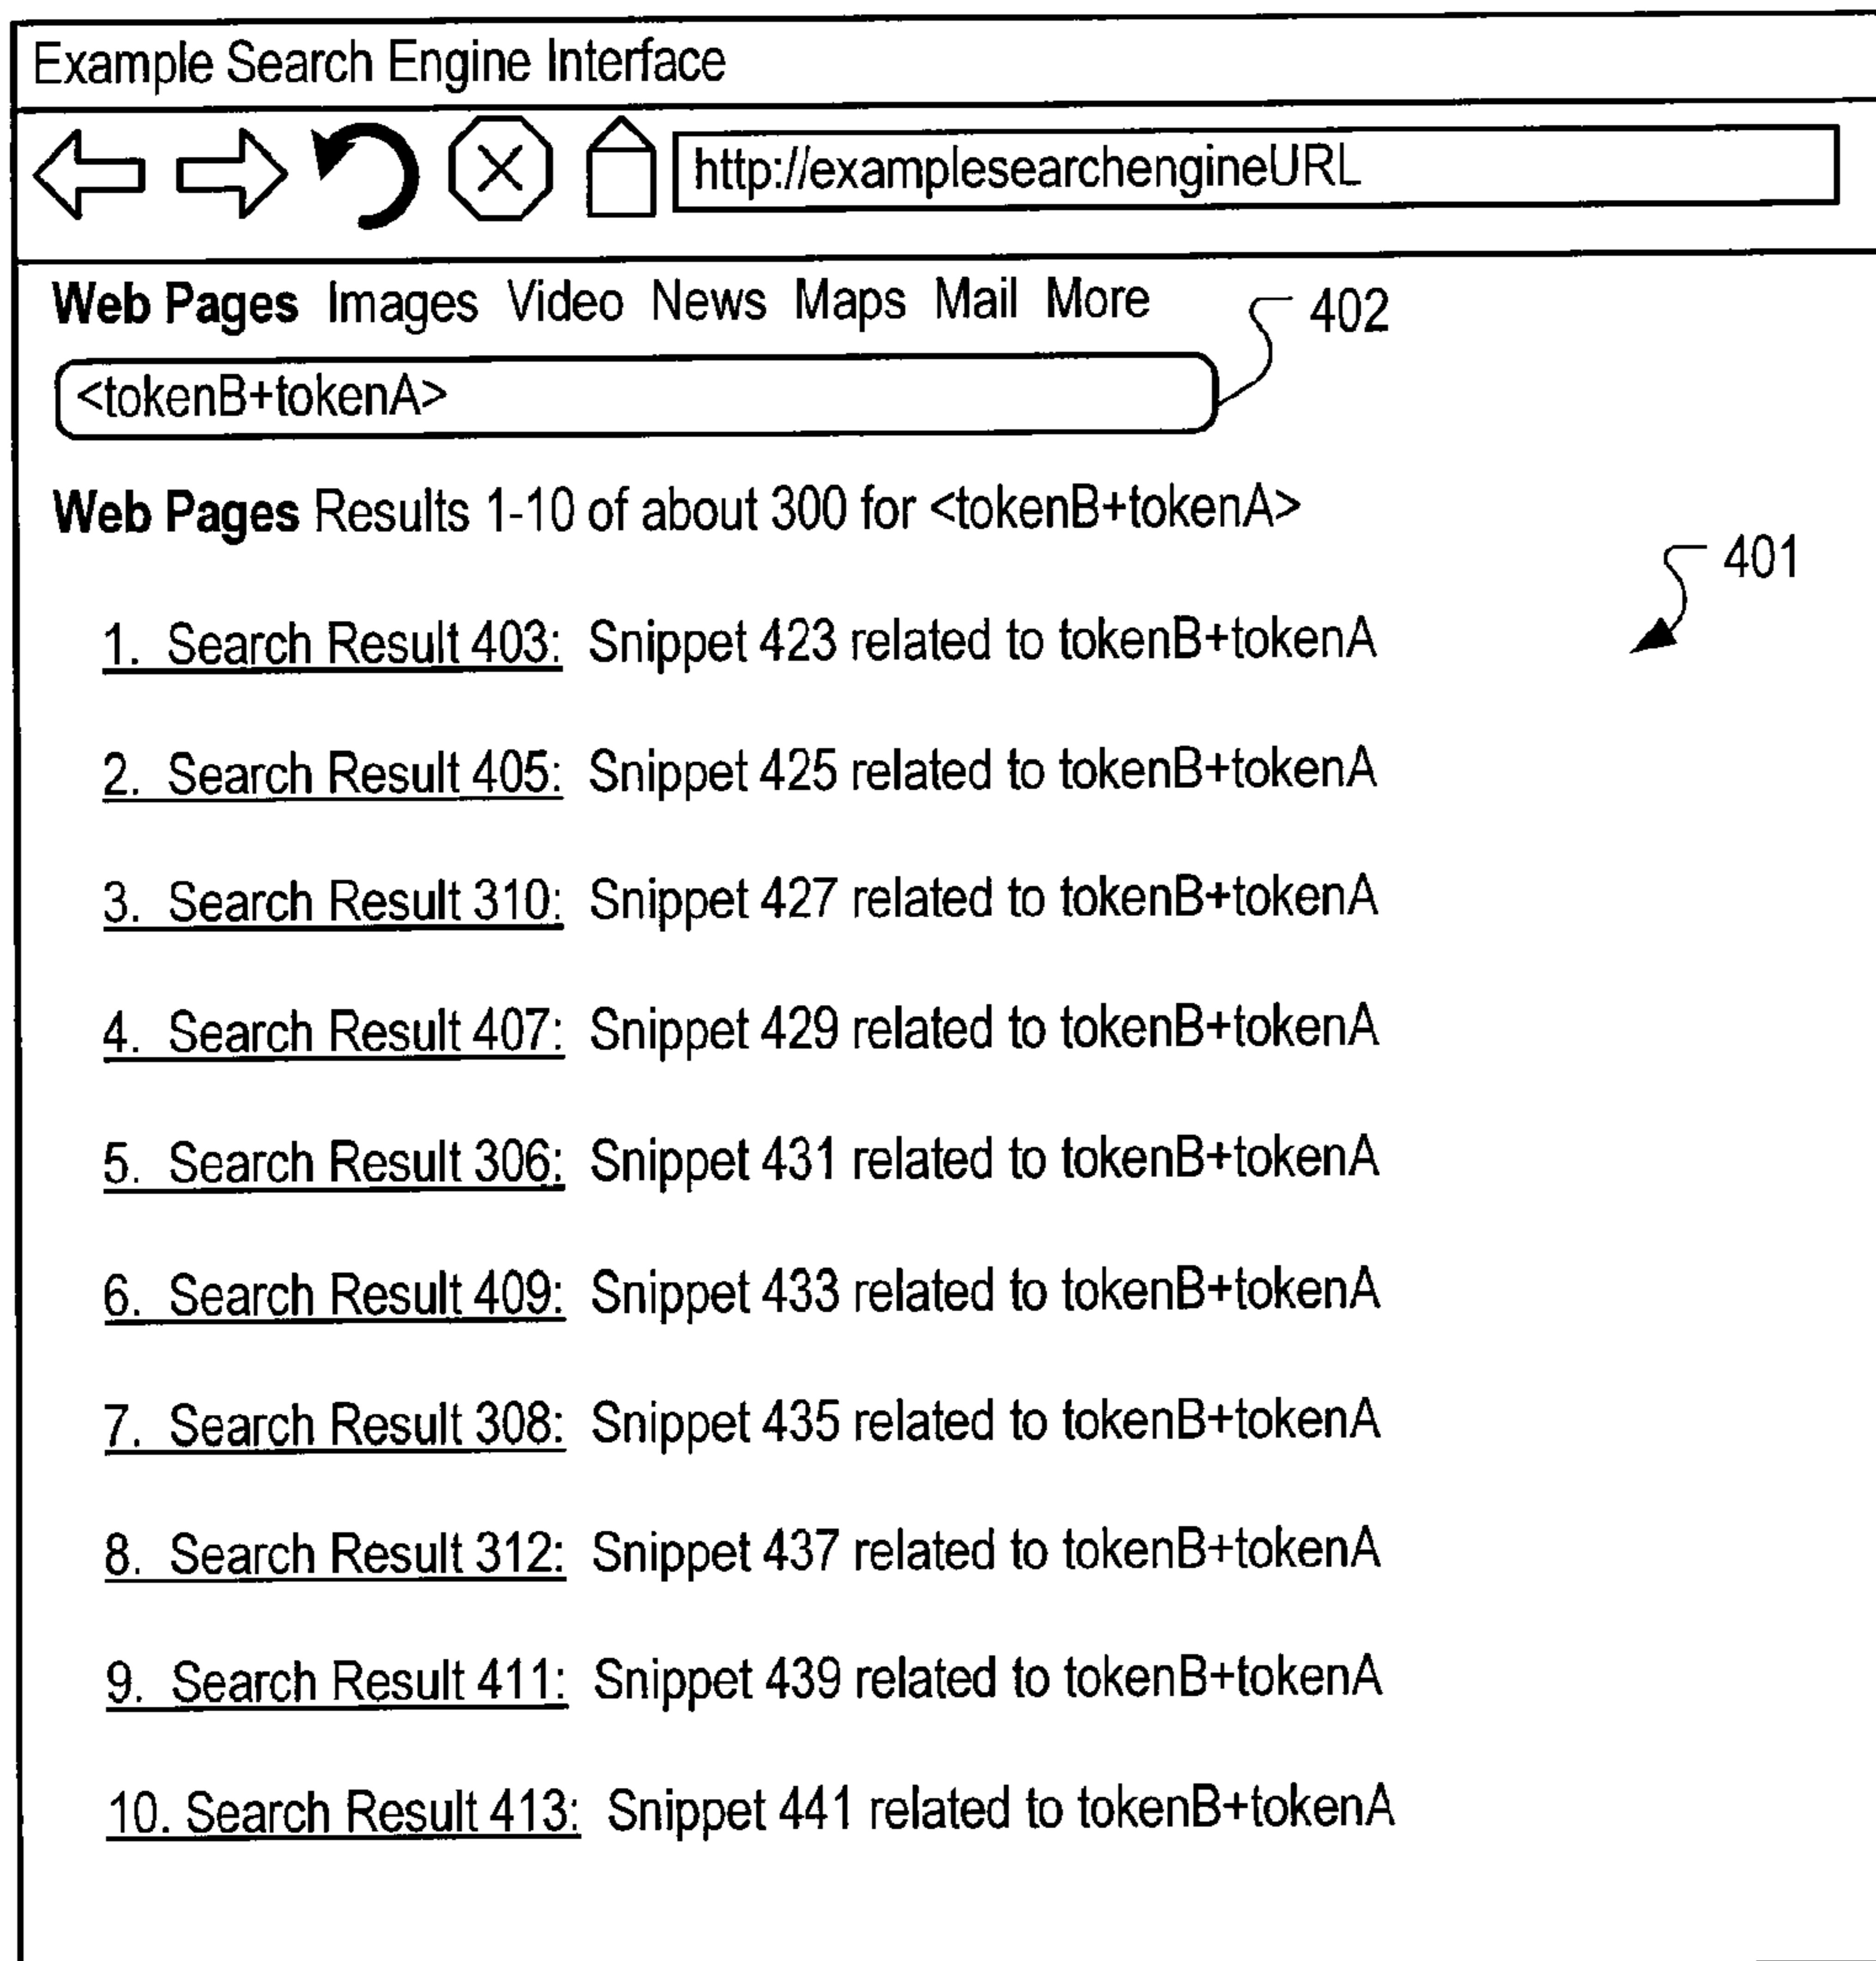 Example Search Engine Interface
http://examplesearchengineURL
Web Pages Images Video News Maps Mail More
402
<tokenB+tokenA>
Web Pages Results 1-10 of about 300 for <tokenB+tokenA>
401
1. Search Result 403: Snippet 423 related to tokenB+tokenA
2. Search Result 405: Snippet 425 related to tokenB+tokenA
3. Search Result 310: Snippet 427 related to tokenB+tokenA
4. Search Result 407: Snippet 429 related to tokenB+tokenA
5. Search Result 306: Snippet 431 related to tokenB+tokenA
6. Search Result 409: Snippet 433 related to tokenB+tokenA
7. Search Result 308: Snippet 435 related to tokenB+tokenA
8. Search Result 312: Snippet 437 related to tokenB+tokenA
9. Search Result 411: Snippet 439 related to tokenB+tokenA
10. Search Result 413: Snippet 441 related to tokenB+tokenA